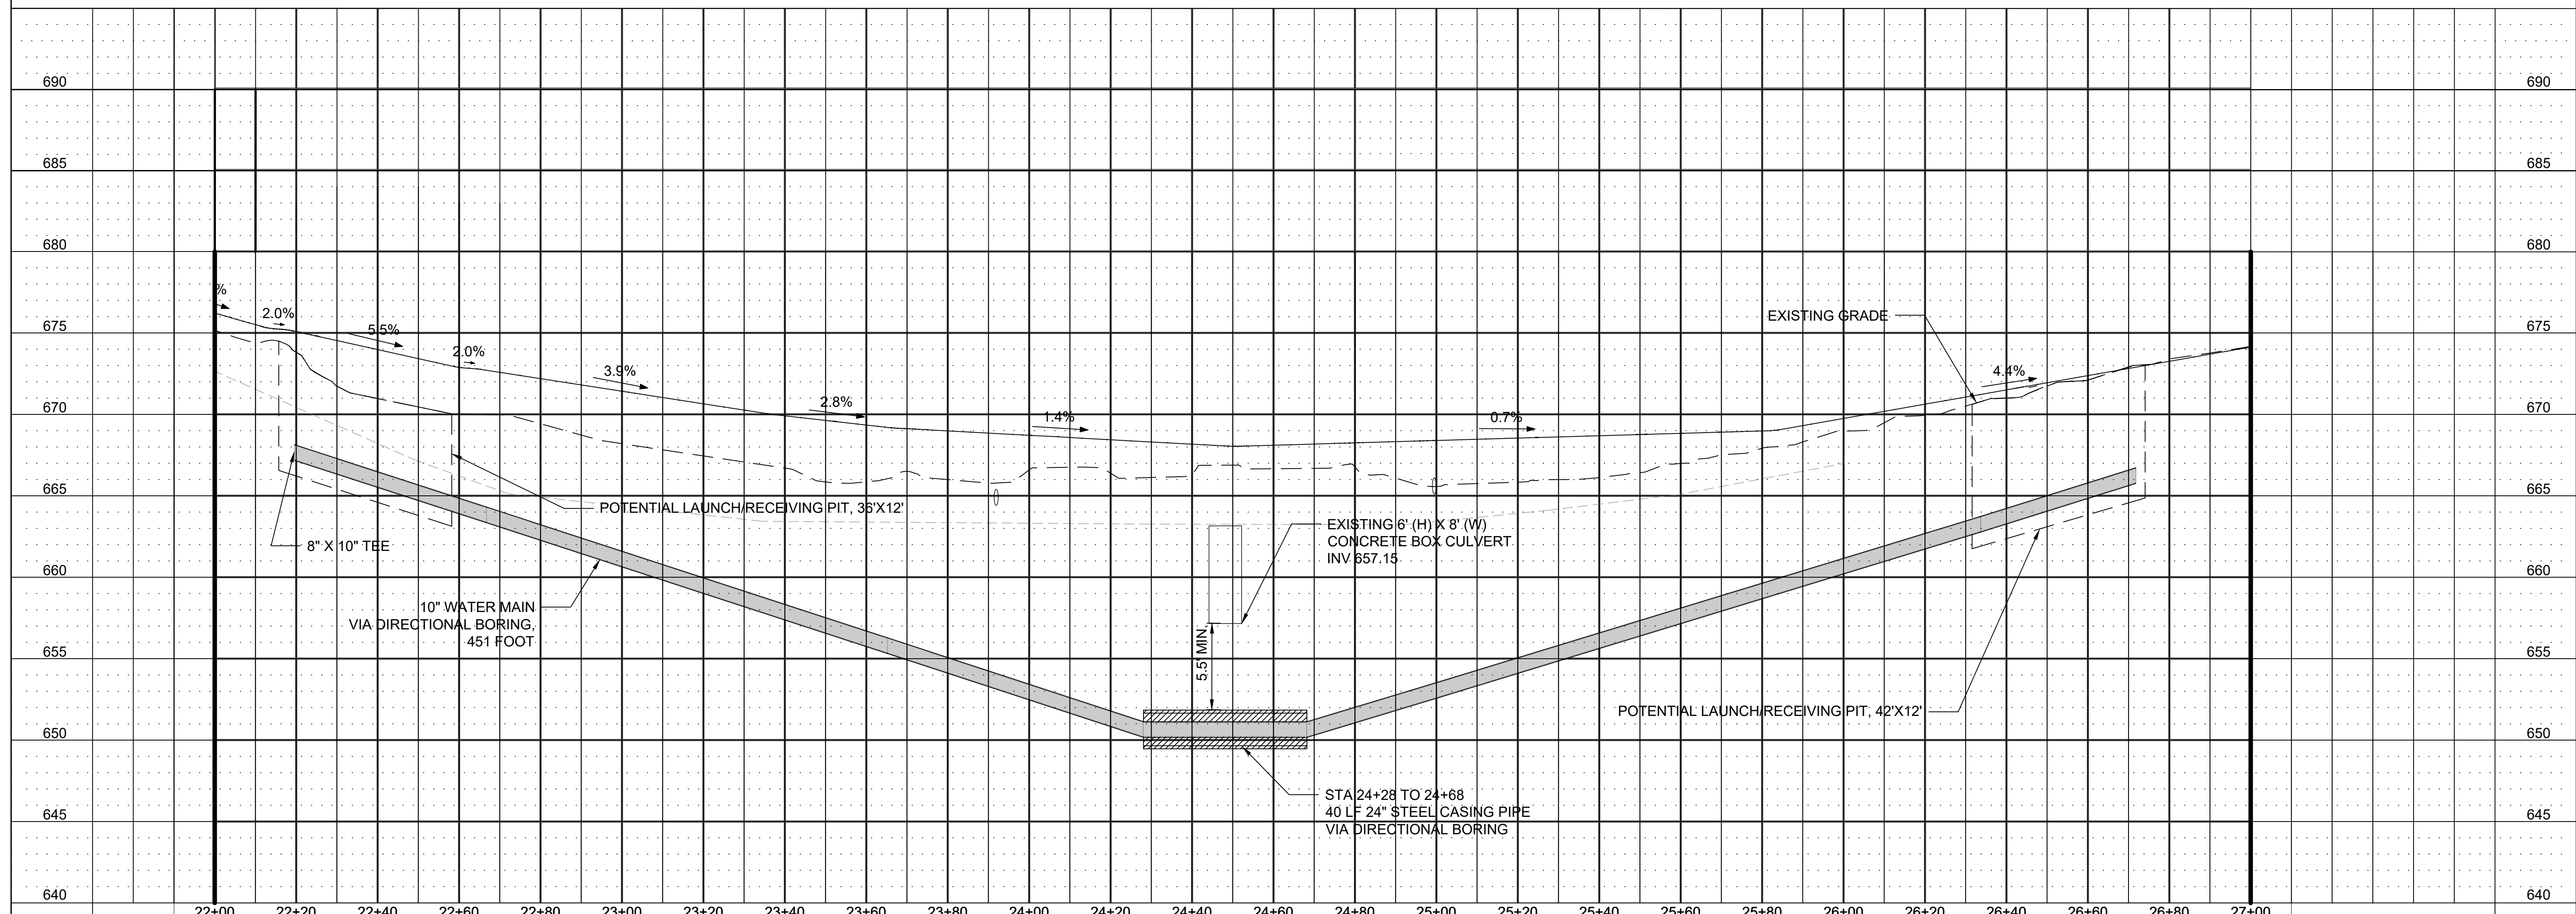 690 690
685 685
680 680
%
2.0%
5.5%
2.0%
3.9%
2.8%
1.4%
0.7%
4.4%
EXISTING GRADE
675 675
670 670
665 665
POTENTIAL LAUNCH/RECEIVING PIT, 36'X12'
8" X 10" TEE
EXISTING 6' (H) X 8' (W)
CONCRETE BOX CULVERT
INV 657.15
660 660
10" WATER MAIN
VIA DIRECTIONAL BORING,
451 FOOT
655 655
5.5' MIN.
POTENTIAL LAUNCH/RECEIVING PIT, 42'X12'
650 650
STA 24+28 TO 24+68
40 LF 24" STEEL CASING PIPE
VIA DIRECTIONAL BORING
645 645
640 640
22+00 22+20 22+40 22+60 22+80 23+00 23+20 23+40 23+60 23+80 24+00 24+20 24+40 24+60 24+80 25+00 25+20 25+40 25+60 25+80 26+00 26+20 26+40 26+60 26+80 27+00